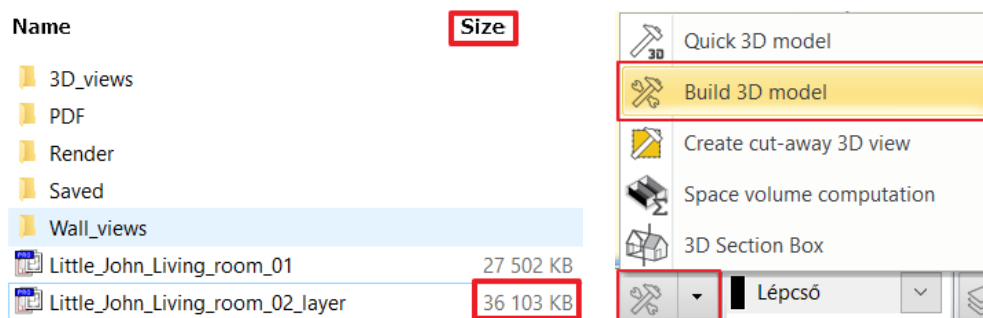 Name Size
3D_views
PDF
Render
Saved
Wall_views
Little_John_Living_room_01 27 502 KB
Little_John_Living_room_02_layer 36 103 KB
3D
Quick 3D model
Build 3D model
Create cut-away 3D view
Space volume computation
3D Section Box
Lépcső